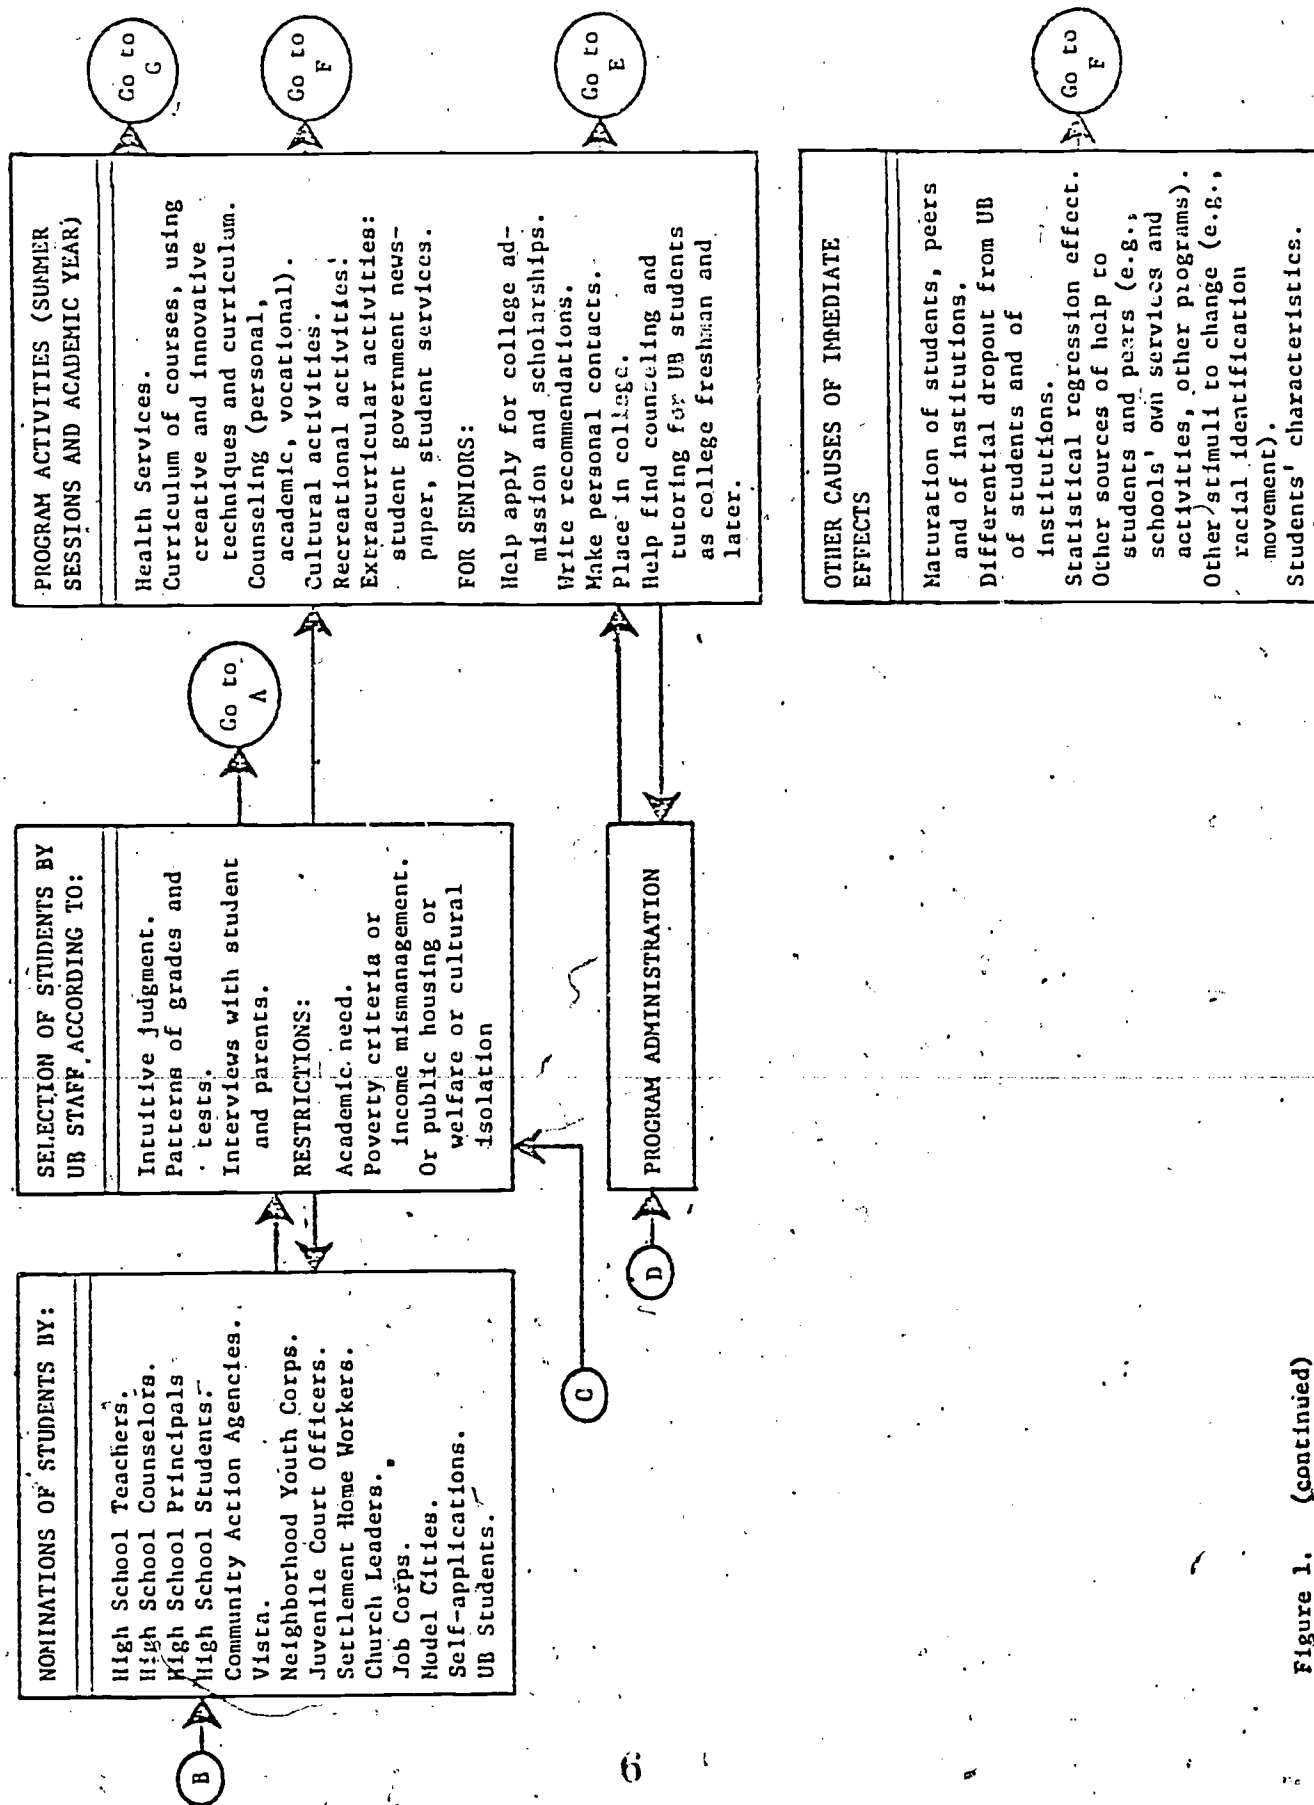 B
NOMINATIONS OF STUDENTS BY:
High School Teachers.
High School Counselors.
High School Principals
High School Students.
Community Action Agencies.
Vista.
Neighborhood Youth Corps.
Juvenile Court Officers.
Settlement Home Workers.
Church Leaders.
Job Corps.
Model Cities.
Self-applications.
UB Students.
SELECTION OF STUDENTS BY
UB STAFF ACCORDING TO:
Intuitive judgment.
Patterns of grades and
tests.
Interviews with student
and parents.
RESTRICTIONS:
Academic need.
Poverty criteria or
income mismanagement.
Or public housing or
welfare or cultural
isolation
Go to
A
C
D
PROGRAM ADMINISTRATION
PROGRAM ACTIVITIES (SUMMER
SESSIONS AND ACADEMIC YEAR)
Health Services.
Curriculum of courses, using
creative and innovative
techniques and curriculum.
Counseling (personal,
academic, vocational).
Cultural activities.
Recreational activities.
Extracurricular activities:
student government news-
paper, student services.
FOR SENIORS:
Help apply for college ad-
mission and scholarships.
Write recommendations.
Make personal contacts.
Place in college.
Help find counseling and
tutoring for UB students
as college freshman and
later.
Go to
G
Go to
F
Go to
E
OTHER CAUSES OF IMMEDIATE
EFFECTS
Maturation of students, peers
and of institutions.
Differential dropout from UB
of students and of
institutions.
Statistical regression effect.
Other sources of help to
students and peers (e.g.,
schools' own services and
activities, other programs).
Other stimuli to change (e.g.,
racial identification
movement).
Students' characteristics.
Go to
F
Figure 1. (continued)
6